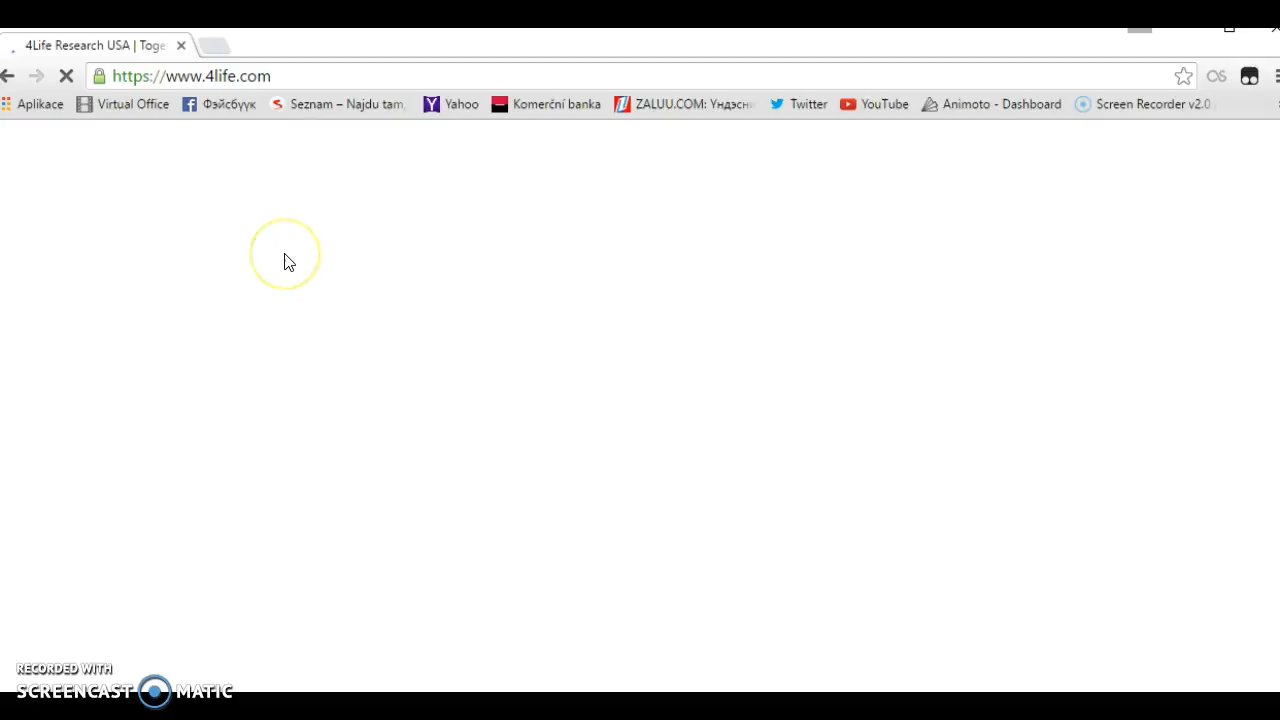 4Life Research USA | Toge
https://www.4life.com
Aplikace Virtual Office Фэйсбүүк Seznam – Najdu tam, Yahoo Komerční banka ZALUU.COM: Үндэсн Twitter YouTube Animoto - Dashboard Screen Recorder v2.0
RECORDED WITH
SCREENCAST MATIC